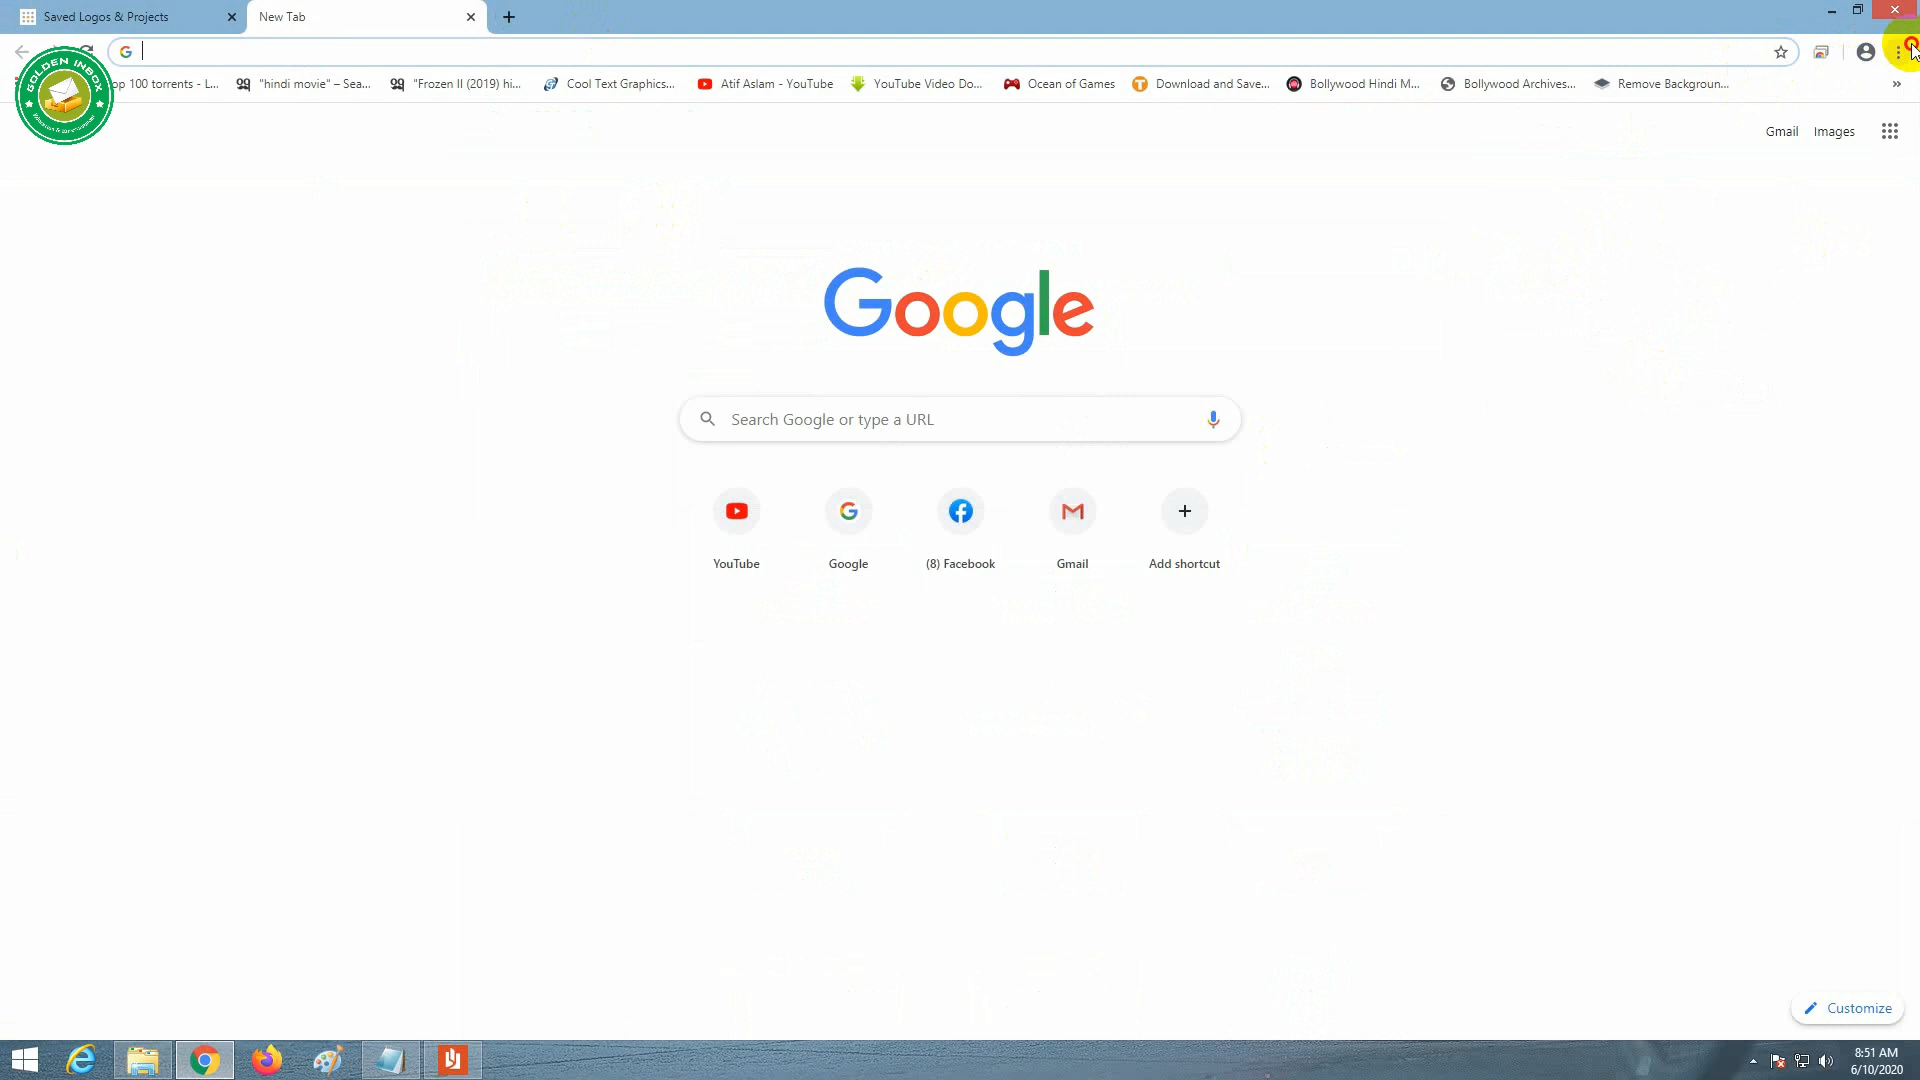 Saved Logos & Projects
New Tab
GOLDEN INBOX
op 100 torrents - L...
"hindi movie" – Sea...
"Frozen II (2019) hi...
Cool Text Graphics...
Atif Aslam - YouTube
YouTube Video Do...
Ocean of Games
Download and Save...
Bollywood Hindi M...
Bollywood Archives...
Remove Backgroun...
Gmail
Images
Google
Search Google or type a URL
YouTube
Google
(8) Facebook
Gmail
Add shortcut
Customize
8:51 AM
6/10/2020